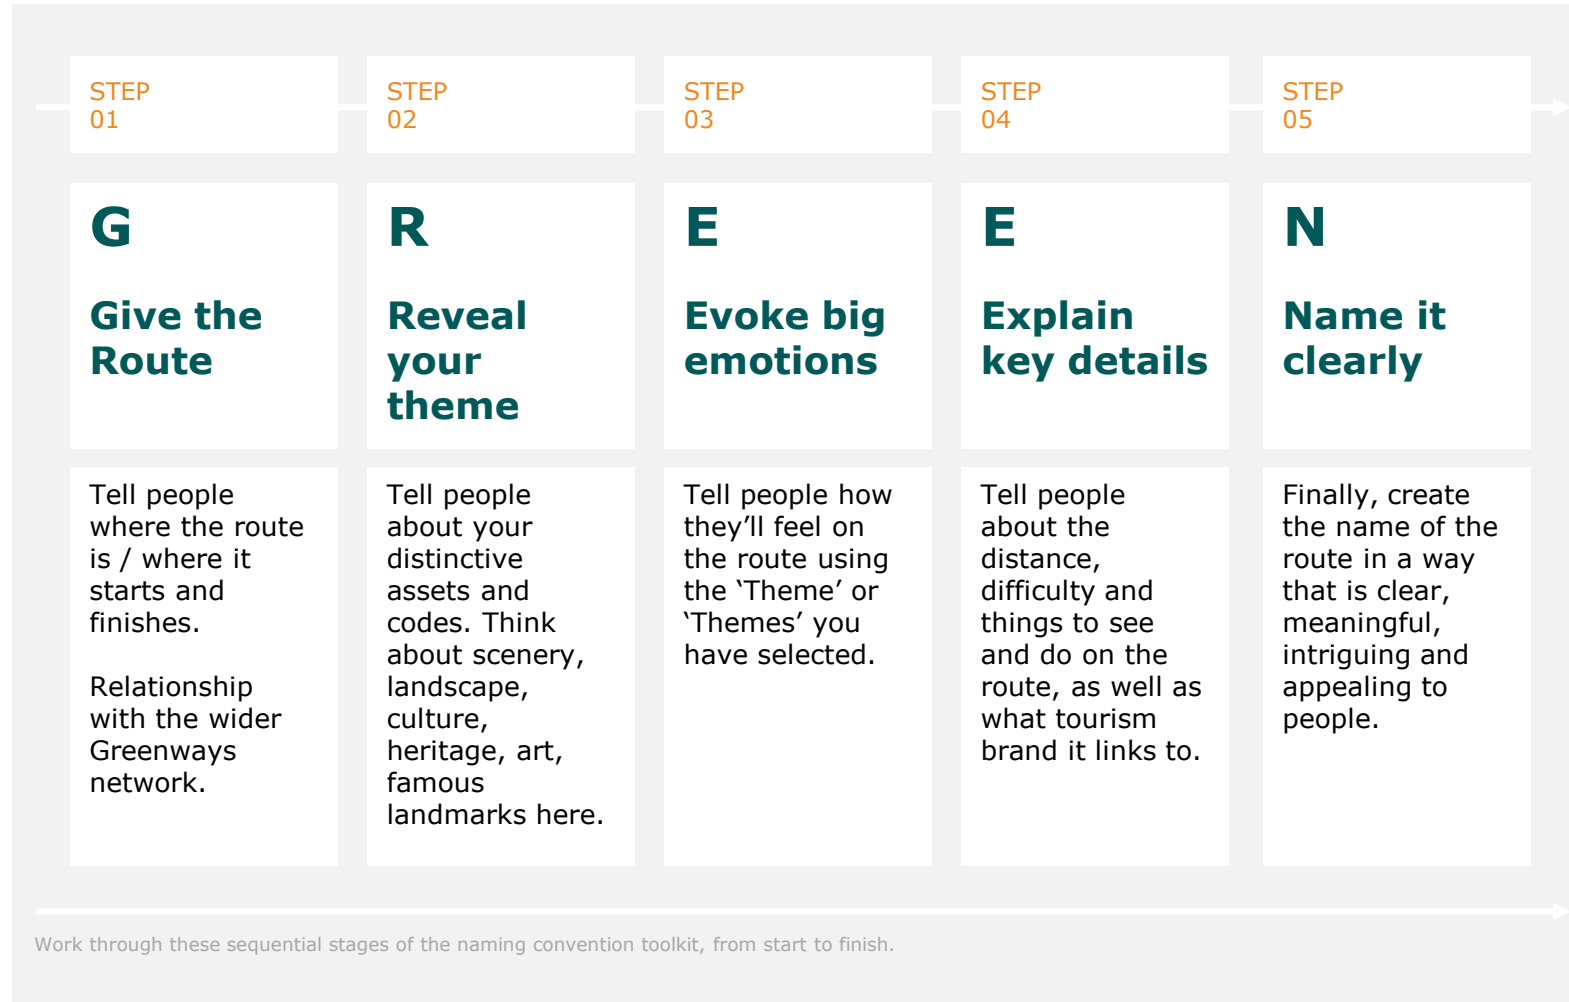 STEP
01
STEP
02
STEP
03
STEP
04
STEP
05
G
Give the
Route
R
Reveal
your
theme
E
Evoke big
emotions
E
Explain
key details
N
Name it
clearly
Tell people
where the route
is / where it
starts and
finishes.
Relationship
with the wider
Greenways
network.
Tell people
about your
distinctive
assets and
codes. Think
about scenery,
landscape,
culture,
heritage, art,
famous
landmarks here.
Tell people how
they’ll feel on
the route using
the ‘Theme’ or
‘Themes’ you
have selected.
Tell people
about the
distance,
difficulty and
things to see
and do on the
route, as well as
what tourism
brand it links to.
Finally, create
the name of the
route in a way
that is clear,
meaningful,
intriguing and
appealing to
people.
Work through these sequential stages of the naming convention toolkit, from start to finish.